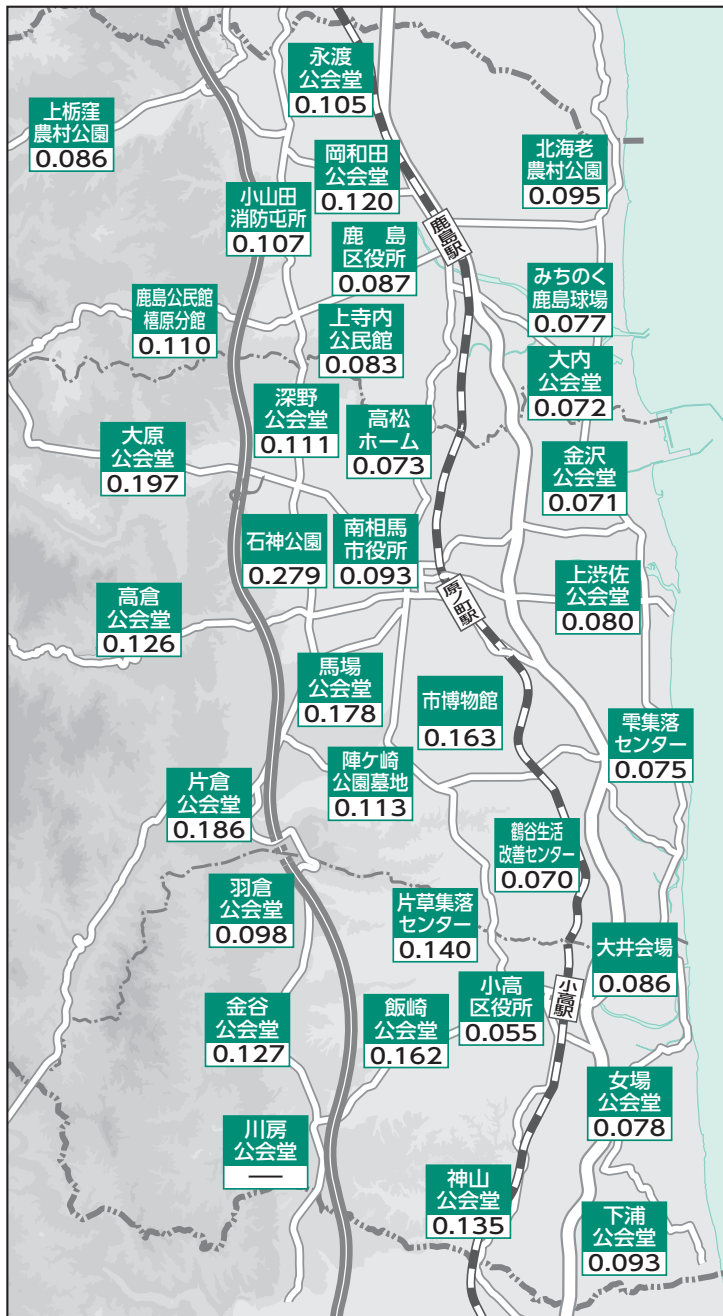 永渡
公会堂
0.105
上栃窪
農村公園
0.086
岡和田
公会堂
0.120
北海老
農村公園
0.095
小山田
消防屯所
0.107
鹿島駅
鹿　島
区役所
0.087
みちのく
鹿島球場
0.077
鹿島公民館
橲原分館
0.110
上寺内
公民館
0.083
大内
公会堂
0.072
深野
公会堂
0.111
高松
ホーム
0.073
大原
公会堂
0.197
金沢
公会堂
0.071
石神公園
0.279
南相馬
市役所
0.093
原ノ町駅
上渋佐
公会堂
0.080
高倉
公会堂
0.126
馬場
公会堂
0.178
市博物館
0.163
雫集落
センター
0.075
陣ケ崎
公園墓地
0.113
片倉
公会堂
0.186
鶴谷生活
改善センター
0.070
羽倉
公会堂
0.098
片草集落
センター
0.140
大井会場
0.086
小高
区役所
0.055
小高駅
金谷
公会堂
0.127
飯崎
公会堂
0.162
女場
公会堂
0.078
川房
公会堂
―
神山
公会堂
0.135
下浦
公会堂
0.093